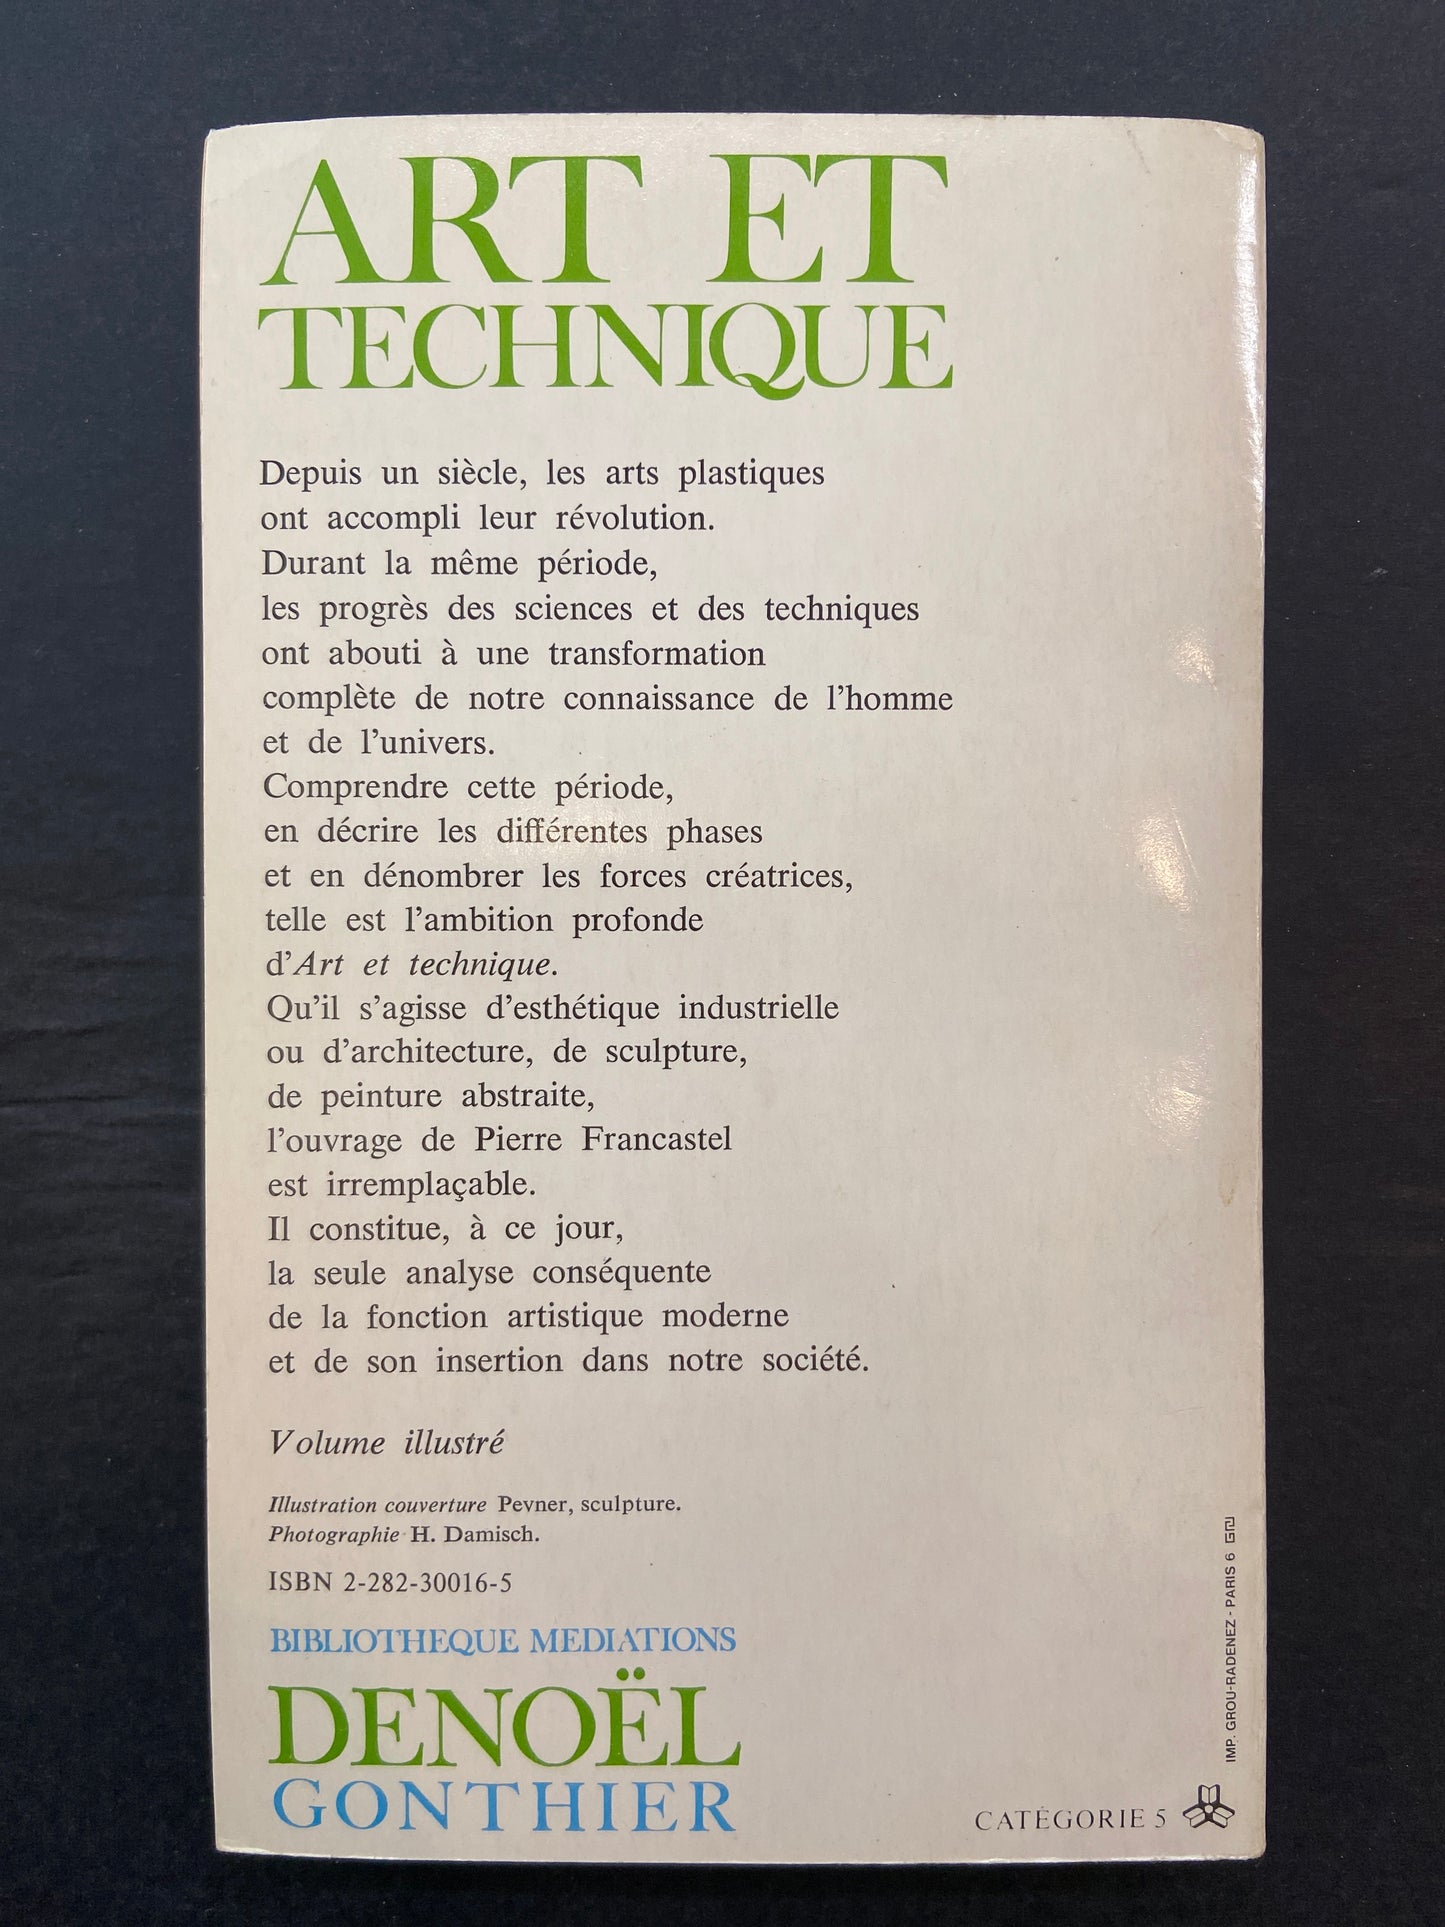 ART ET
TECHNIQUE
Depuis un siècle, les arts plastiques
ont accompli leur révolution.
Durant la même période,
les progrès des sciences et des techniques
ont abouti à une transformation
complète de notre connaissance de l’homme
et de l’univers.
Comprendre cette période,
en décrire les différentes phases
et en dénombrer les forces créatrices,
telle est l’ambition profonde
d’Art et technique.
Qu’il s’agisse d’esthétique industrielle
ou d’architecture, de sculpture,
de peinture abstraite,
l’ouvrage de Pierre Francastel
est irremplaçable.
Il constitue, à ce jour,
la seule analyse conséquente
de la fonction artistique moderne
et de son insertion dans notre société.
Volume illustré
Illustration couverture Pevner, sculpture.
Photographie H. Damisch.
ISBN 2-282-30016-5
BIBLIOTHEQUE MEDIATIONS
DENOËL
GONTHIER
CATÉGORIE 5
IMP. GROU-RADENEZ - PARIS 6